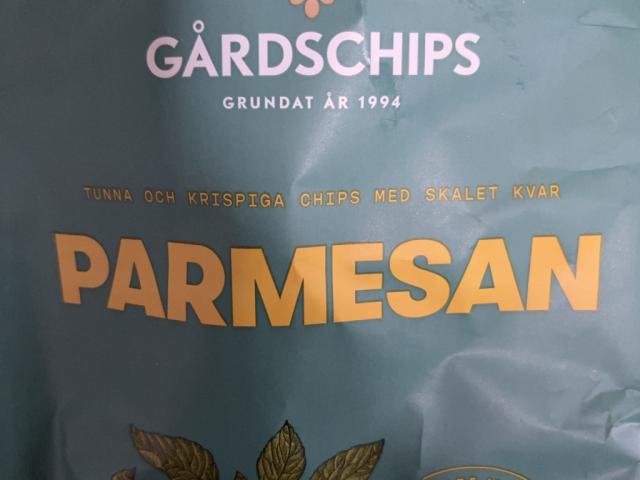 GÅRDSCHIPS
GRUNDAT ÅR 1994
TUNNA OCH KRISPIGA CHIPS MED SKALET KVAR
PARMESAN